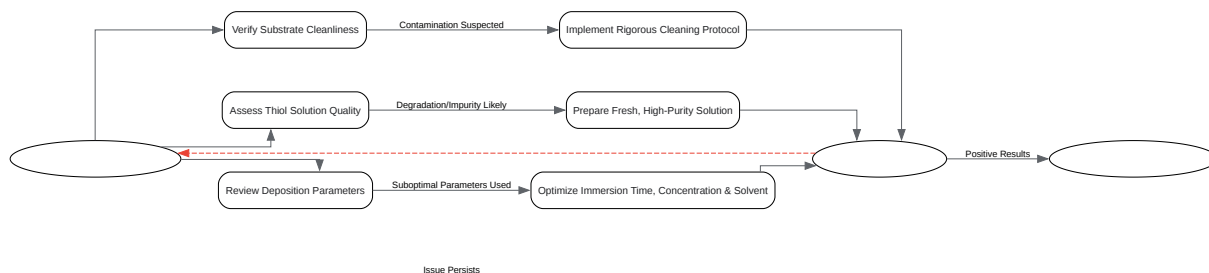 Verify Substrate Cleanliness
Contamination Suspected
Implement Rigorous Cleaning Protocol
Assess Thiol Solution Quality
Degradation/Impurity Likely
Prepare Fresh, High-Purity Solution
Positive Results
Review Deposition Parameters
Suboptimal Parameters Used
Optimize Immersion Time, Concentration & Solvent
Issue Persists